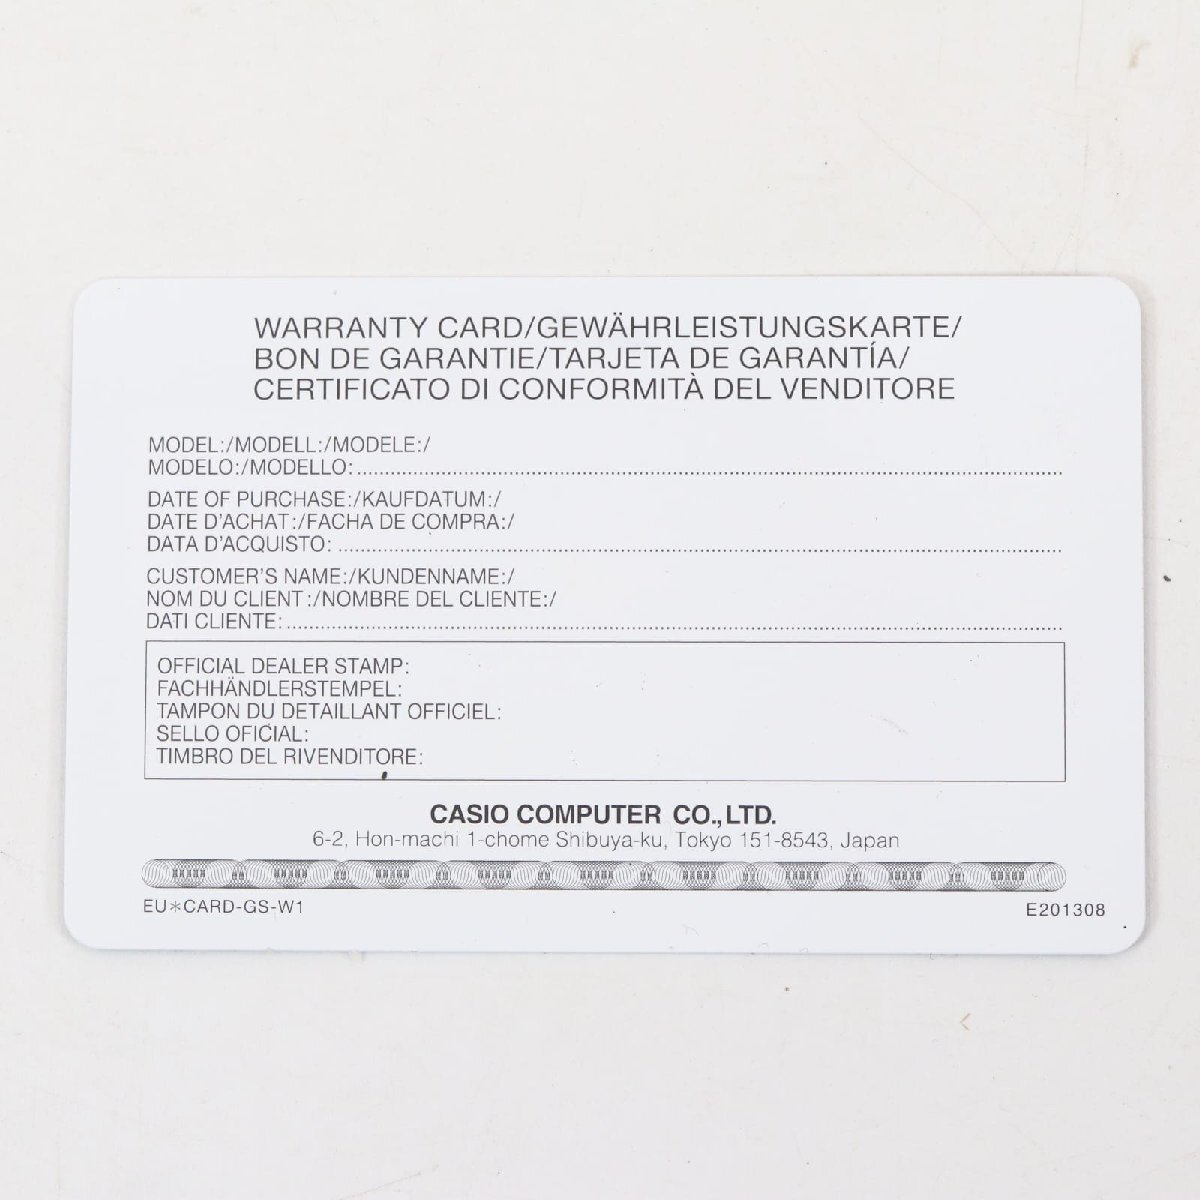 WARRANTY CARD/GEWÄHRLEISTUNGSKARTE/
BON DE GARANTIE/TARJETA DE GARANTÍA/
CERTIFICATO DI CONFORMITÀ DEL VENDITORE
MODEL:/MODELL:/MODELE:/
MODELO:/MODELLO:
DATE OF PURCHASE:/KAUFDATUM:/
DATE D'ACHAT:/FACHA DE COMPRA:/
DATA D'ACQUISTO:
CUSTOMER'S NAME:/KUNDENNAME:/
NOM DU CLIENT:/NOMBRE DEL CLIENTE:/
DATI CLIENTE:
OFFICIAL DEALER STAMP:
FACHHÄNDLERSTEMPEL:
TAMPON DU DETAILLANT OFFICIEL:
SELLO OFICIAL:
TIMBRO DEL RIVENDITORE:
CASIO COMPUTER CO.,LTD.
6-2, Hon-machi 1-chome Shibuya-ku, Tokyo 151-8543, Japan
EU*CARD-GS-W1
E201308